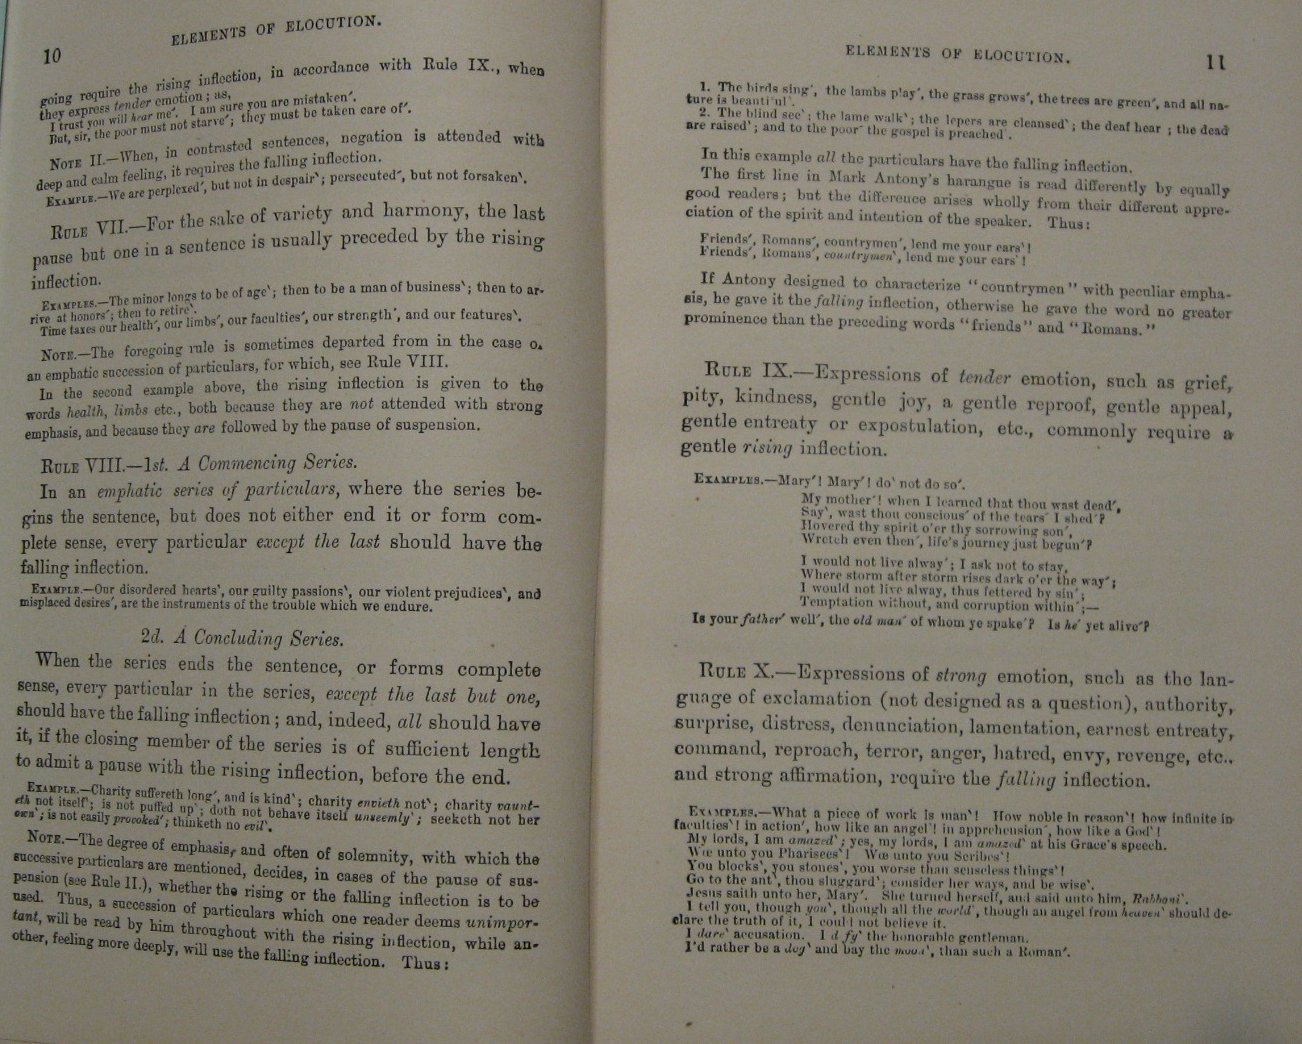 10
ELEMENTS OF ELOCUTION.
going require the rising inflection, in accordance with Rule IX., when
they express tender emotion; as,
I trust you will hear me′. I am sure you are mistaken′.
But, sir, the poor must not starve′; they must be taken care of′.
NOTE II.—When, in contrasted sentences, negation is attended with
deep and calm feeling, it requires the falling inflection.
EXAMPLE.—We are perplexed′, but not in despair‵; persecuted′, but not forsaken‵.
RULE VII.—For the sake of variety and harmony, the last
pause but one in a sentence is usually preceded by the rising
inflection.
EXAMPLES.—The minor longs to be of age‵; then to be a man of business‵; then to ar-
rive at honors′; then to retire‵.
Time taxes our health′, our limbs′, our faculties′, our strength′, and our features‵.
NOTE.—The foregoing rule is sometimes departed from in the case o
an emphatic succession of particulars, for which, see Rule VIII.
In the second example above, the rising inflection is given to the
words health, limbs etc., both because they are not attended with strong
emphasis, and because they are followed by the pause of suspension.
RULE VIII.—1st. A Commencing Series.
In an emphatic series of particulars, where the series be-
gins the sentence, but does not either end it or form com-
plete sense, every particular except the last should have the
falling inflection.
EXAMPLE.—Our disordered hearts‵, our guilty passions‵, our violent prejudices‵, and
misplaced desires′, are the instruments of the trouble which we endure.
2d. A Concluding Series.
When the series ends the sentence, or forms complete
sense, every particular in the series, except the last but one,
should have the falling inflection; and, indeed, all should have
it, if the closing member of the series is of sufficient length
to admit a pause with the rising inflection, before the end.
EXAMPLE.—Charity suffereth long′, and is kind‵; charity envieth not‵; charity vaunt-
eth not itself‵; is not puffed up‵; doth not behave itself unseemly‵; seeketh not her
own‵; is not easily provoked′; thinketh no evil‵.
NOTE.—The degree of emphasis, and often of solemnity, with which the
successive particulars are mentioned, decides, in cases of the pause of sus-
pension (see Rule II.), whether the rising or the falling inflection is to be
used. Thus, a succession of particulars which one reader deems unimpor-
tant, will be read by him throughout with the rising inflection, while an-
other, feeling more deeply, will use the falling inflection. Thus:
ELEMENTS OF ELOCUTION.
11
1. The birds sing′, the lambs play′, the grass grows′, the trees are green′, and all na-
ture is beautiful‵.
2. The blind see‵; the lame walk‵; the lepers are cleansed‵; the deaf hear ; the dead
are raised‵; and to the poor′ the gospel is preached‵.
In this example all the particulars have the falling inflection.
The first line in Mark Antony's harangue is read differently by equally
good readers; but the difference arises wholly from their different appre-
ciation of the spirit and intention of the speaker. Thus:
Friends′, Romans′, countrymen′, lend me your ears‵!
Friends′, Romans′, countrymen‵, lend me your ears‵!
If Antony designed to characterize "countrymen" with peculiar empha-
sis, he gave it the falling inflection, otherwise he gave the word no greater
prominence than the preceding words "friends" and "Romans."
RULE IX.—Expressions of tender emotion, such as grief,
pity, kindness, gentle joy, a gentle reproof, gentle appeal,
gentle entreaty or expostulation, etc., commonly require a
gentle rising inflection.
EXAMPLES.—Mary′! Mary′! do‵ not do so′.
My mother′! when I learned that thou wast dead′,
Say‵, wast thou conscious′ of the tears′ I shed′?
Hovered thy spirit o'er thy sorrowing son′,
Wretch even then′, life's journey just begun′?
I would not live alway′; I ask not to stay,
Where storm after storm rises dark o'er the way′;
I would not live alway, thus fettered by sin′;
Temptation without, and corruption within′;—
Is your father′ well′, the old man′ of whom ye spake′? Is he′ yet alive′?
RULE X.—Expressions of strong emotion, such as the lan-
guage of exclamation (not designed as a question), authority,
surprise, distress, denunciation, lamentation, earnest entreaty,
command, reproach, terror, anger, hatred, envy, revenge, etc.,
and strong affirmation, require the falling inflection.
EXAMPLES.—What a piece of work is man‵! How noble in reason‵! how infinite in
faculties‵! in action′, how like an angel‵! in apprehension′, how like a God‵!
My lords, I am amazed‵; yes, my lords, I am amazed‵ at his Grace's speech.
Woe unto you Pharisees‵! Woe unto you Scribes‵!
You blocks‵, you stones‵, you worse than senseless things‵!
Go to the ant‵, thou sluggard‵; consider her ways, and be wise‵.
Jesus saith unto her, Mary‵. She turned herself, and said unto him, Rabboni‵.
I tell you, though you‵, though all the world‵, though an angel from heaven‵ should de-
clare the truth of it, I could not believe it.
I dare‵ accusation. I defy‵ the honorable gentleman.
I'd rather be a dog‵ and bay the moon‵, than such a Roman′.